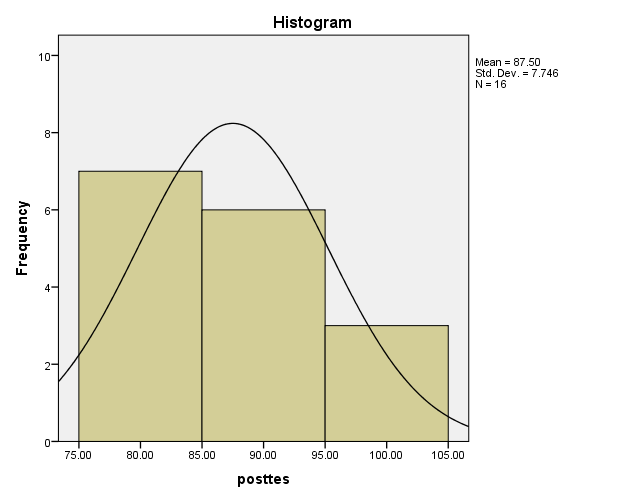 Histogram
Mean = 87.50
Std. Dev. = 7.746
N = 16
10
8
6
4
2
0
Frequency
75.00 80.00 85.00 90.00 95.00 100.00 105.00
posttes